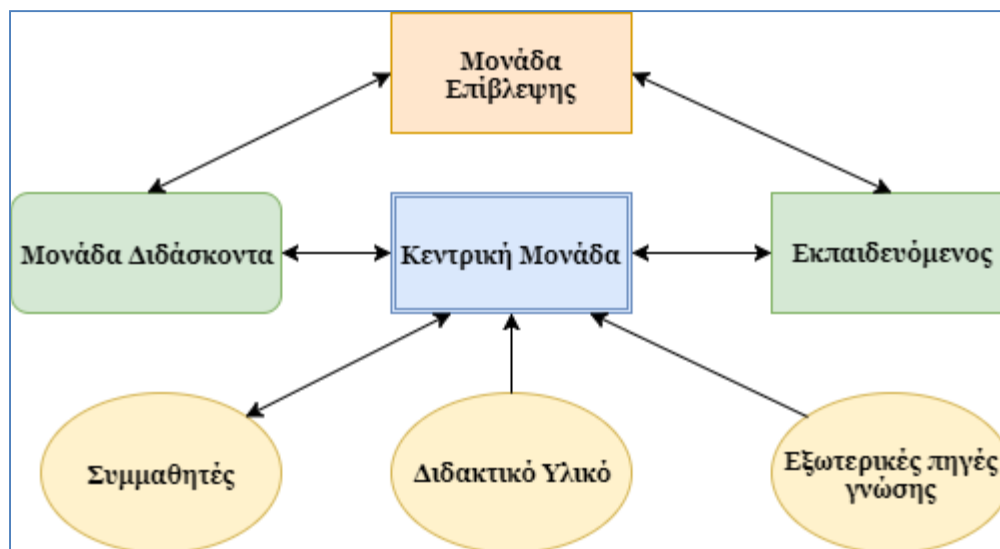 Μονάδα
Επίβλεψης
Μονάδα Διδάσκοντα
Κεντρική Μονάδα
Εκπαιδευόμενος
Συμμαθητές
Διδακτικό Υλικό
Εξωτερικές πηγές
γνώσης